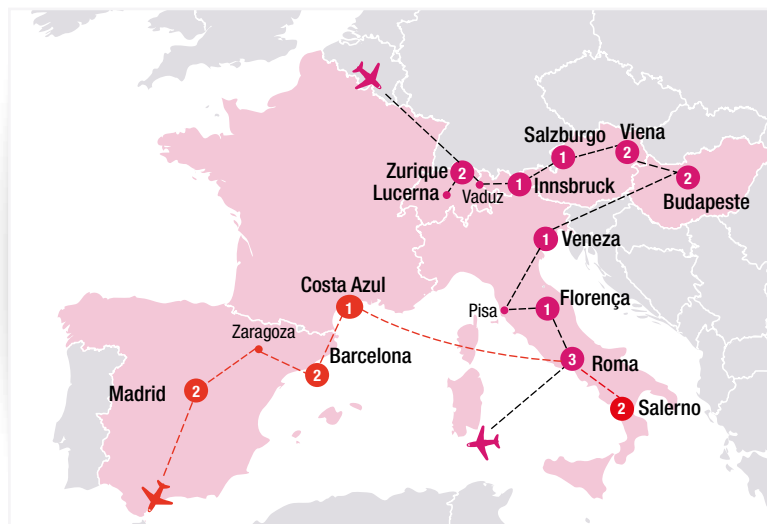 Salzburgo
Viena
1
2
Zurique
2
Lucerna
Vaduz
1
Innsbruck
2
Budapeste
1
Veneza
Costa Azul
1
Pisa
Florença
1
Zaragoza
Barcelona
2
3
Roma
Madrid
2
2
Salerno